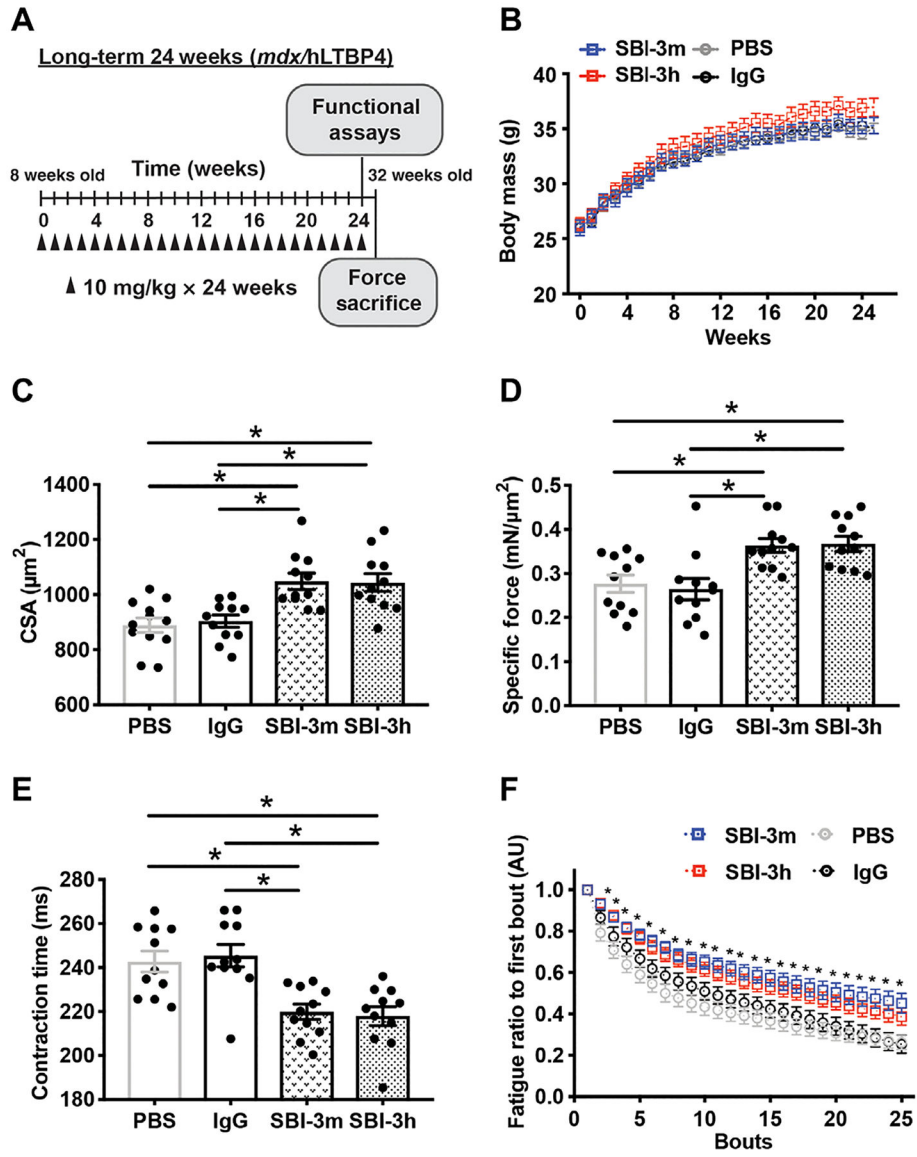 A
Long-term 24 weeks (mdx/hLTBP4)
Functional
assays
8 weeks old
Time (weeks)
32 weeks old
0 4 8 12 16 20 24
10 mg/kg × 24 weeks
Force
sacrifice
B
SBI-3m PBS
SBI-3h IgG
Body mass (g)
40
35
30
25
20
0 4 8 12 16 20 24
Weeks
C
* * * *
CSA (µm²)
1400
1200
1000
800
600
PBS IgG SBI-3m SBI-3h
D
* * * *
Specific force (mN/µm²)
0.5
0.4
0.3
0.2
0.1
0.0
PBS IgG SBI-3m SBI-3h
E
* * * *
Contraction time (ms)
280
260
240
220
200
180
PBS IgG SBI-3m SBI-3h
F
SBI-3m PBS
SBI-3h IgG
Fatigue ratio to first bout (AU)
1.0
0.8
0.6
0.4
0.2
0
0 5 10 15 20 25
Bouts